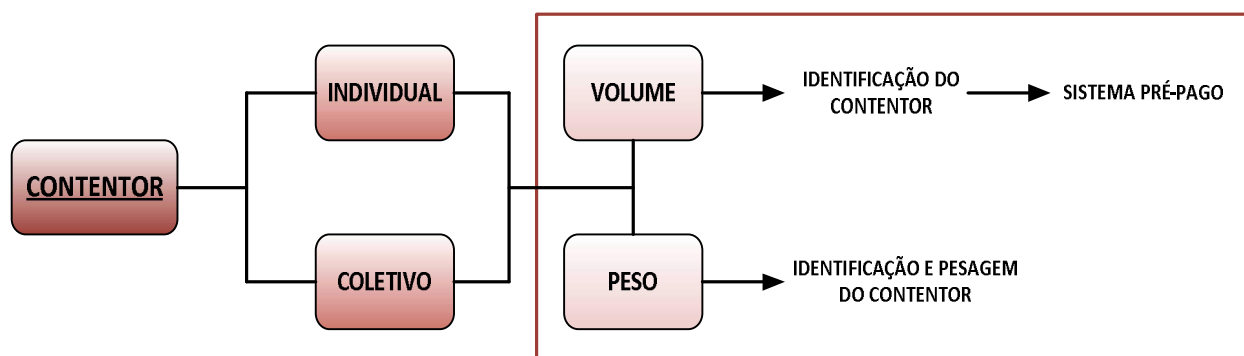 CONTENTOR
INDIVIDUAL
COLETIVO
VOLUME
IDENTIFICAÇÃO DO
CONTENTOR
SISTEMA PRÉ-PAGO
PESO
IDENTIFICAÇÃO E PESAGEM
DO CONTENTOR